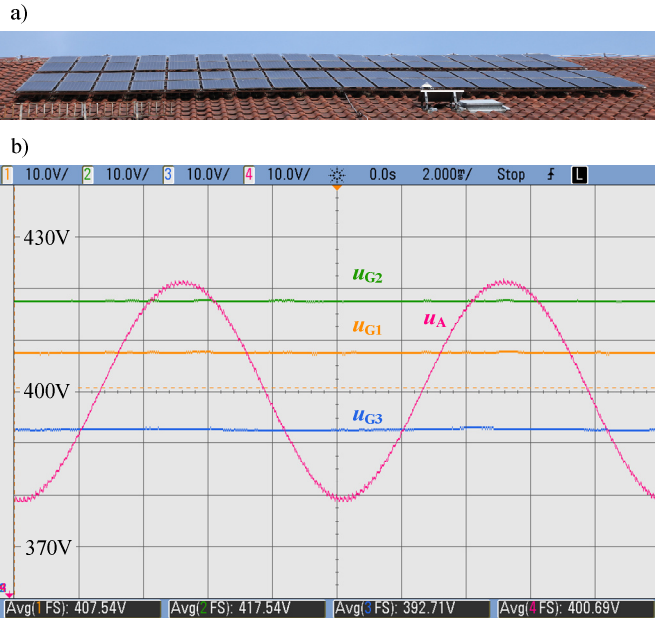 a)
b)
1 10.0V/ 2 10.0V/ 3 10.0V/ 4 10.0V/ 0.0s 2.000m/ Stop L
430V
uG2
uG1
uA
400V
uG3
370V
Avg(1 FS): 407.54V Avg(2 FS): 417.54V Avg(3 FS): 392.71V Avg(4 FS): 400.69V